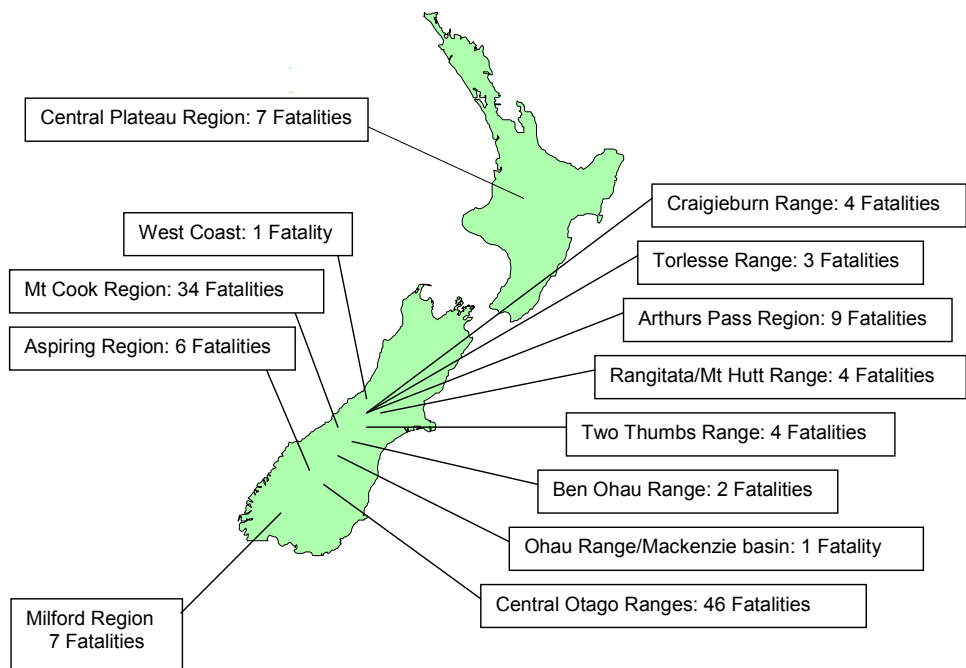 Central Plateau Region: 7 Fatalities
Craigieburn Range: 4 Fatalities
West Coast: 1 Fatality
Torlesse Range: 3 Fatalities
Mt Cook Region: 34 Fatalities
Arthurs Pass Region: 9 Fatalities
Aspiring Region: 6 Fatalities
Rangitata/Mt Hutt Range: 4 Fatalities
Two Thumbs Range: 4 Fatalities
Ben Ohau Range: 2 Fatalities
Ohau Range/Mackenzie basin: 1 Fatality
Central Otago Ranges: 46 Fatalities
Milford Region
7 Fatalities